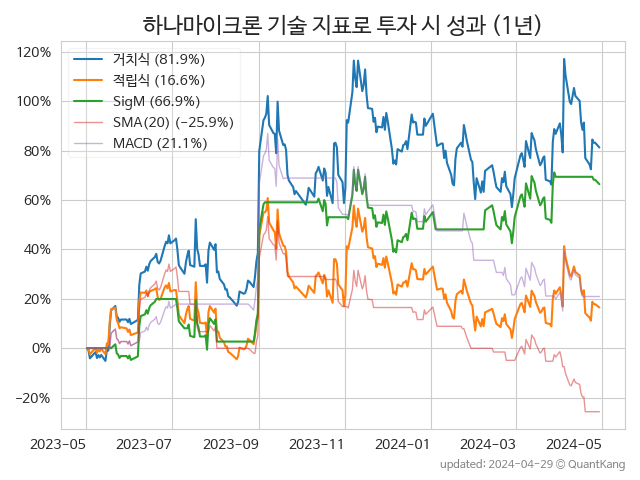 하나마이크론 기술 지표로 투자 시 성과 (1년)
120%
100%
80%
60%
40%
20%
0%
−20%
거치식 (81.9%)
적립식 (16.6%)
SigM (66.9%)
SMA(20) (−25.9%)
MACD (21.1%)
2023-05
2023-07
2023-09
2023-11
2024-01
2024-03
2024-05
updated: 2024-04-29 © QuantKang